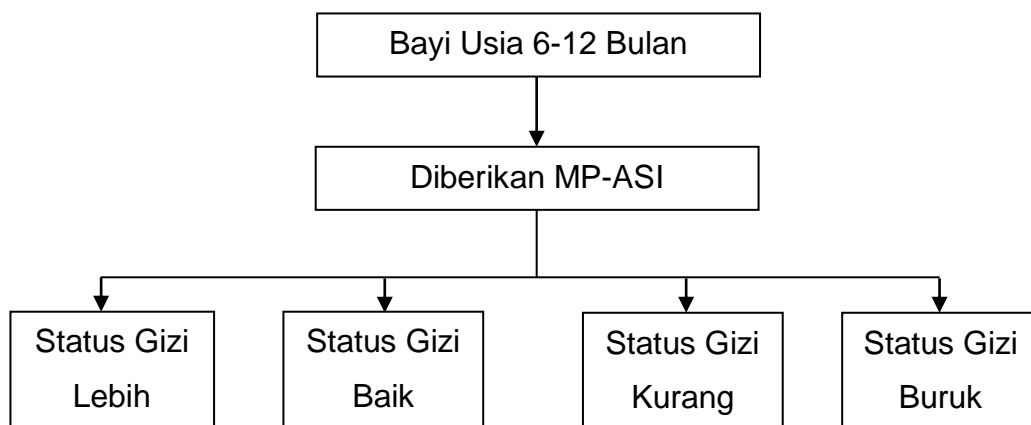 Bayi Usia 6-12 Bulan
Diberikan MP-ASI
Status Gizi
Lebih
Status Gizi
Baik
Status Gizi
Kurang
Status Gizi
Buruk